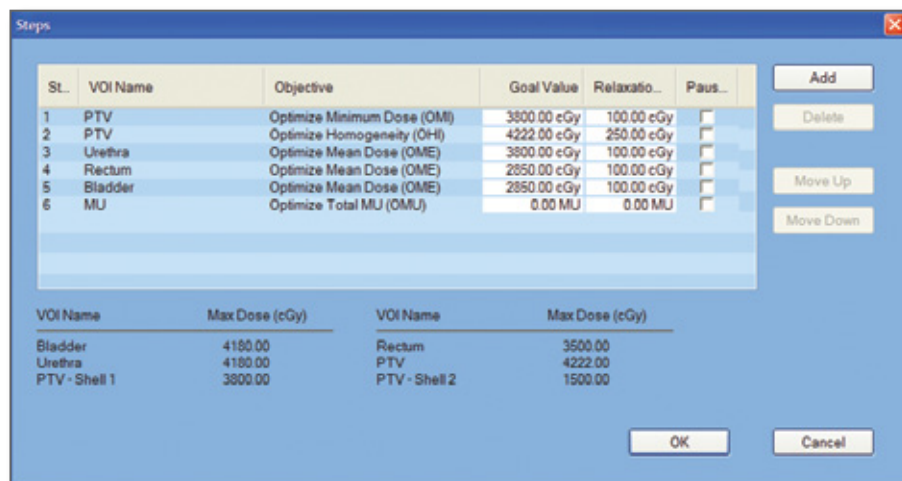 Steps
St... VOI Name Objective Goal Value Relaxatio... Paus...
1 PTV Optimize Minimum Dose (OMI) 3800.00 cGy 100.00 cGy
2 PTV Optimize Homogeneity (OHI) 4222.00 cGy 250.00 cGy
3 Urethra Optimize Mean Dose (OME) 3800.00 cGy 100.00 cGy
4 Rectum Optimize Mean Dose (OME) 2850.00 cGy 100.00 cGy
5 Bladder Optimize Mean Dose (OME) 2850.00 cGy 100.00 cGy
6 MU Optimize Total MU (OMU) 0.00 MU 0.00 MU
Add
Delete
Move Up
Move Down
VOI Name Max Dose (cGy) VOI Name Max Dose (cGy)
Bladder 4180.00 Rectum 3500.00
Urethra 4180.00 PTV 4222.00
PTV - Shell 1 3800.00 PTV - Shell 2 1500.00
OK Cancel